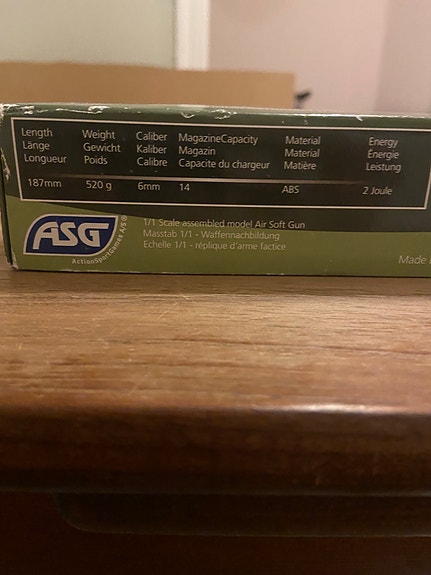 Length Weight Caliber MagazineCapacity Material Energy
Länge Gewicht Kaliber Magazin Material Énergie
Longueur Poids Calibre Capacite du chargeur Matière Leistung
187mm 520 g 6mm 14 ABS 2 Joule
ASG
ActionSportGames A/S ®
1/1 Scale assembled model Air Soft Gun
Masstab 1/1 - Waffennachbildung
Echelle 1/1 - réplique d'arme factice
Made